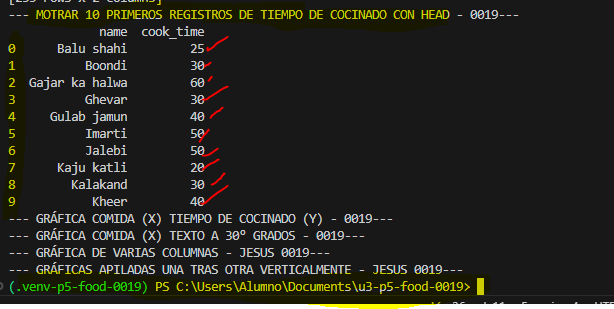 --- MOTRAR 10 PRIMEROS REGISTROS DE TIEMPO DE COCINADO CON HEAD - 0019---
name cook_time
0 Balu shahi 25
1 Boondi 30
2 Gajar ka halwa 60
3 Ghevar 30
4 Gulab jamun 40
5 Imarti 50
6 Jalebi 50
7 Kaju katli 20
8 Kalakand 30
9 Kheer 40
--- GRÁFICA COMIDA (X) TIEMPO DE COCINADO (Y) - 0019---
--- GRÁFICA COMIDA (X) TEXTO A 30º GRADOS - 0019---
--- GRÁFICA DE VARIAS COLUMNAS - JESUS 0019---
--- GRÁFICAS APILADAS UNA TRAS OTRA VERTICALMENTE - JESUS 0019---
(.venv-p5-food-0019) PS C:\Users\Alumno\Documents\u3-p5-food-0019>